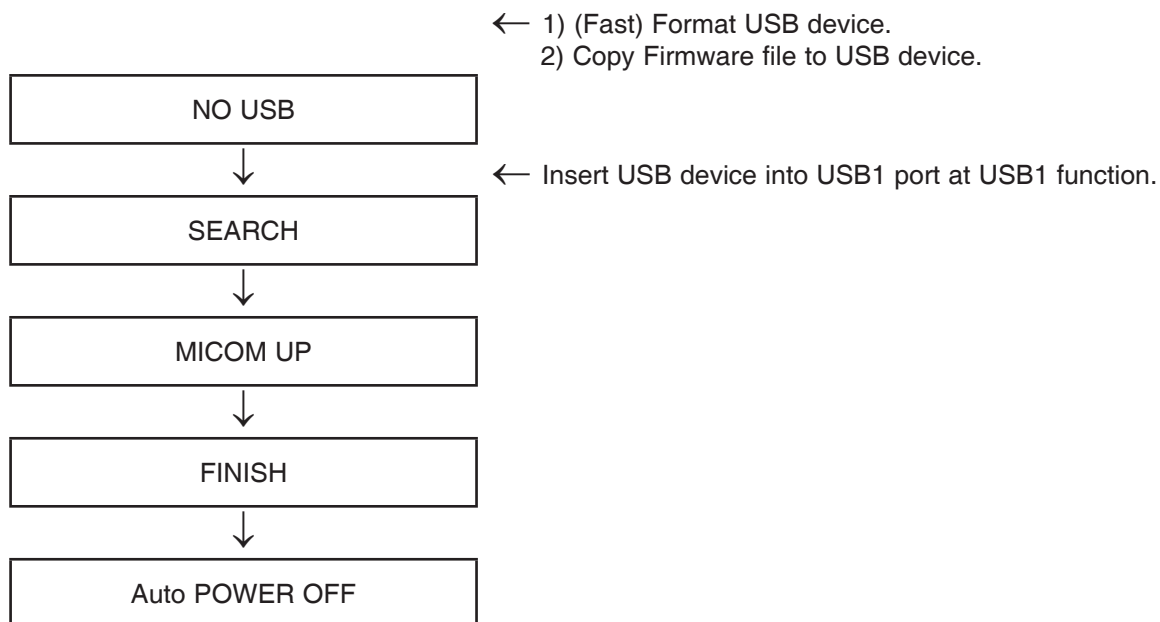 ← 1) (Fast) Format USB device.
2) Copy Firmware file to USB device.
NO USB
↓
← Insert USB device into USB1 port at USB1 function.
SEARCH
↓
MICOM UP
↓
FINISH
↓
Auto POWER OFF